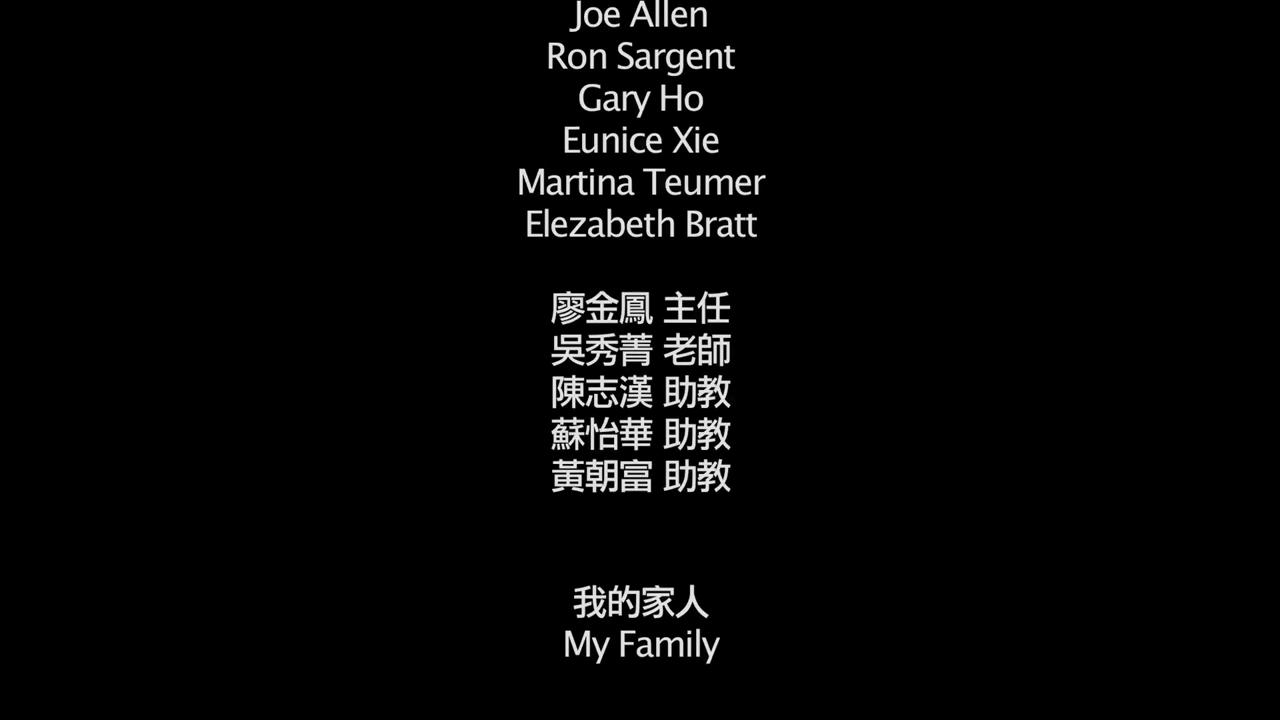 Joe Allen
Ron Sargent
Gary Ho
Eunice Xie
Martina Teumer
Elezabeth Bratt
廖金鳳 主任
吳秀菁 老師
陳志漢 助教
蘇怡華 助教
黃朝富 助教
我的家人
My Family